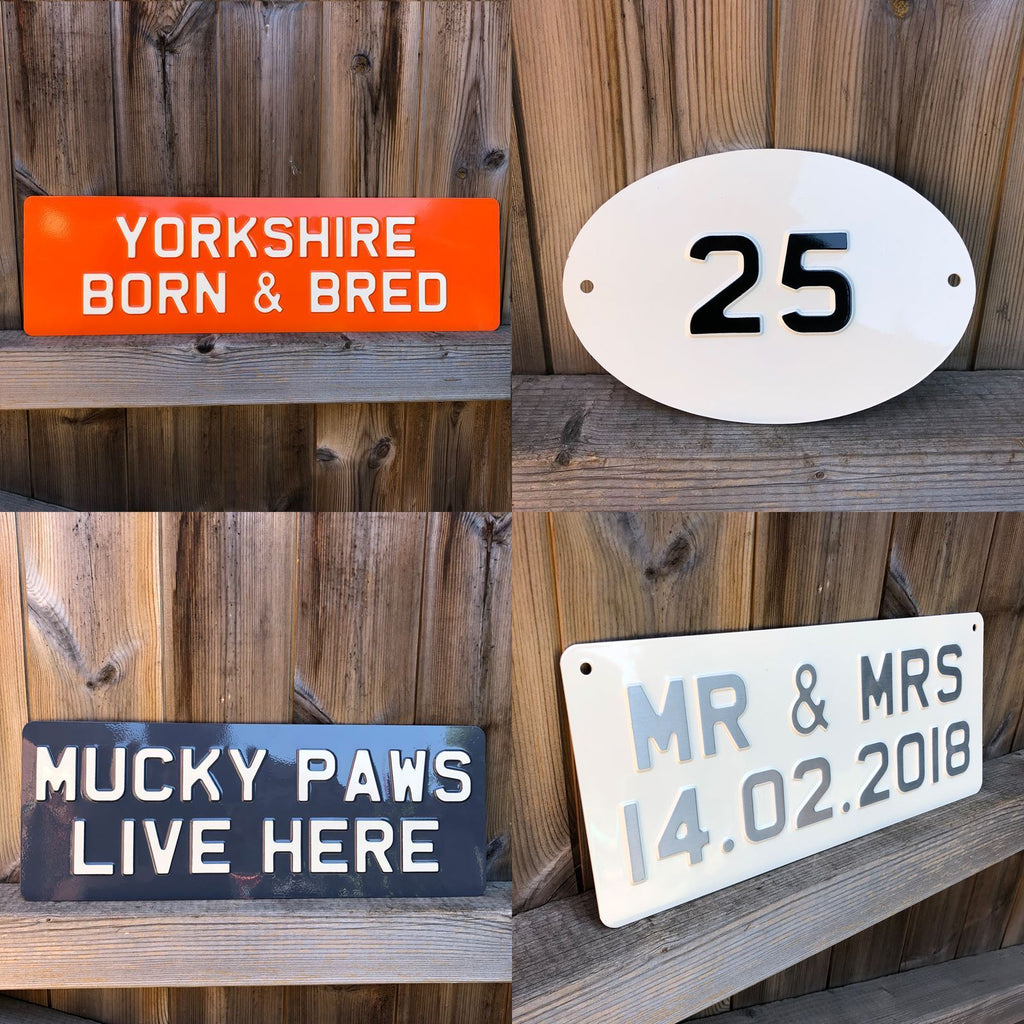 YORKSHIRE
BORN & BRED
25
MUCKY PAWS
LIVE HERE
MR & MRS
14.02.2018